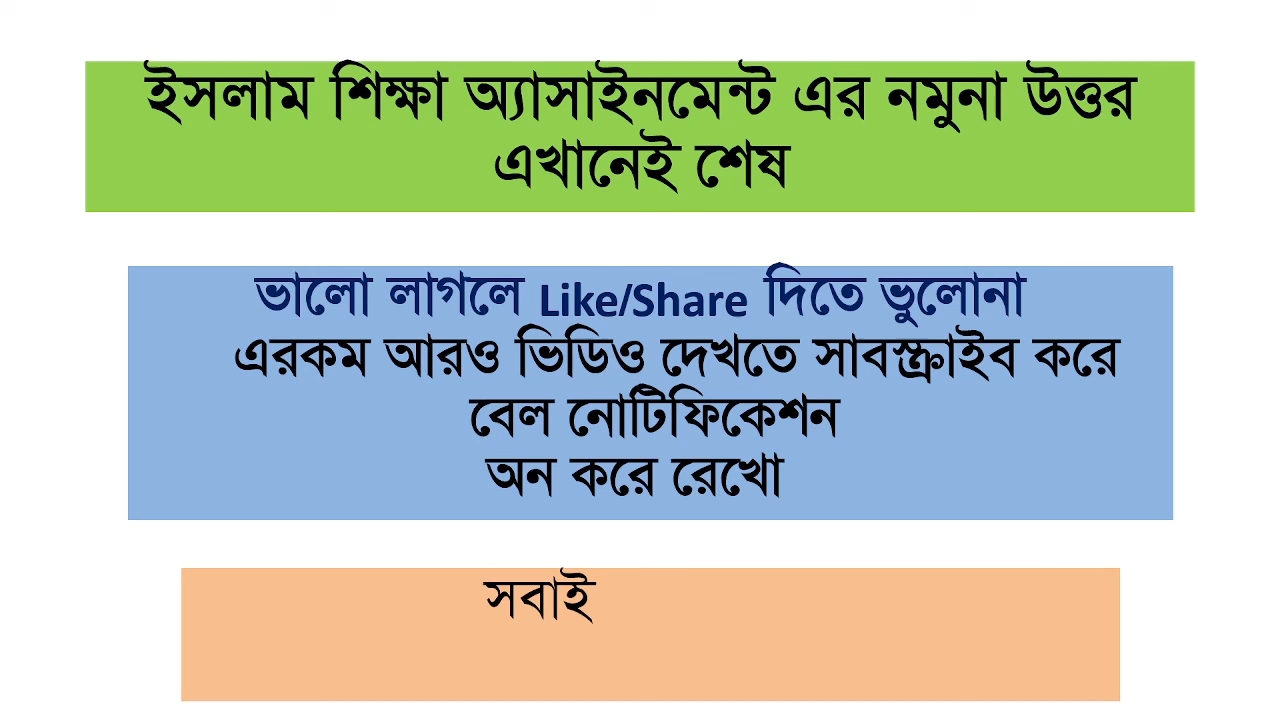 ইসলাম শিক্ষা অ্যাসাইনমেন্ট এর নমুনা উত্তর
এখানেই শেষ
ভালো লাগলে Like/Share দিতে ভুলোনা
এরকম আরও ভিডিও দেখতে সাবস্ক্রাইব করে
বেল নোটিফিকেশন
অন করে রেখো
সবাই